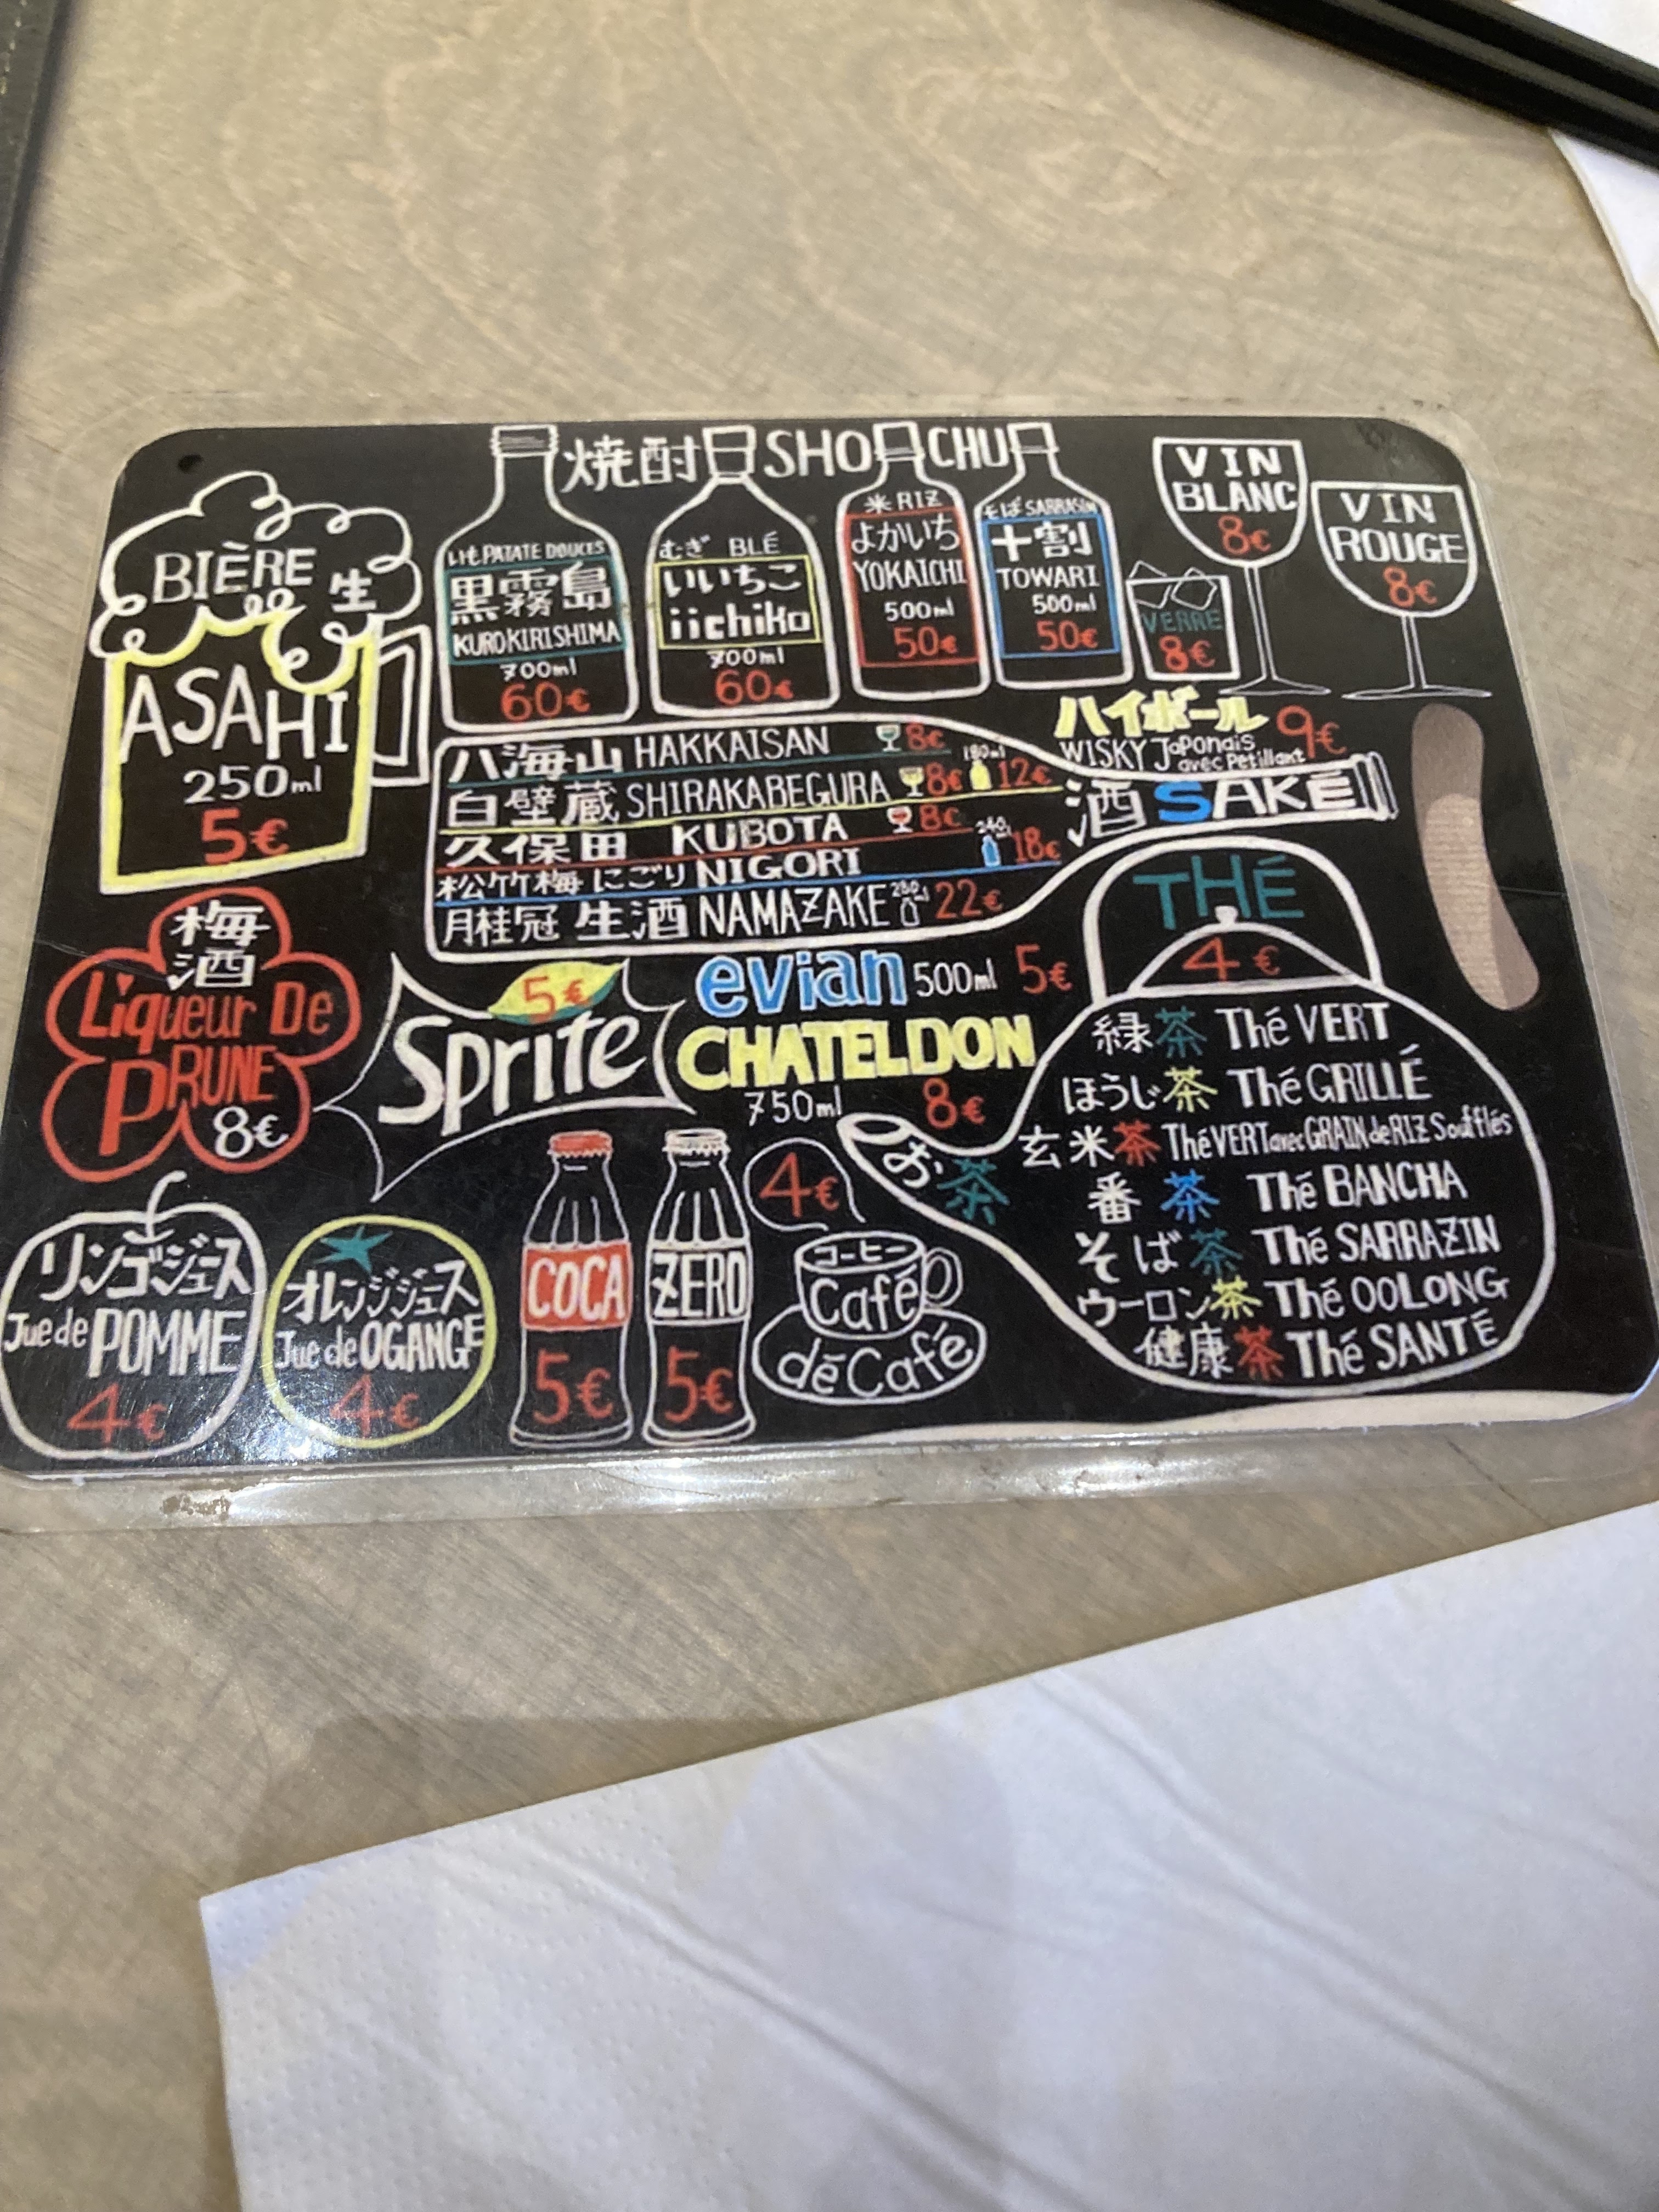 焼酎 SHO CHU
いも PATATE DOUCES
黒霧島
KUROKIRISHIMA
700ml
60€
むぎ BLÉ
いいちこ
iichiko
700ml
60€
米 RIZ
よかいち
YOKAICHI
500ml
50€
そば SARRASIN
十割
TOWARI
500ml
50€
VERRE
8€
VIN
BLANC
8€
VIN
ROUGE
8€
BIÈRE 生
ASAHI
250ml
5€
ハイボール 9€
WISKY Japonais
avec Petillant
酒 SAKÉ
八海山 HAKKAISAN 8€
白壁蔵 SHIRAKABEGURA 8€ 180ml 12€
久保田 KUBOTA 8€
松竹梅 にごり NIGORI 18€
月桂冠 生酒 NAMAZAKE 22€
梅酒
Liqueur De
PRUNE
8€
5€
Sprite
evian 500ml 5€
CHATELDON
750ml 8€
THÉ
4€
お茶
緑茶 Thé VERT
ほうじ茶 Thé GRILLÉ
玄米茶 Thé VERT avec GRAIN de RIZ Soufflés
番茶 Thé BANCHA
そば茶 Thé SARRAZIN
ウーロン茶 Thé OOLONG
健康茶 Thé SANTÉ
リンゴジュース
Jue de POMME
4€
オレンジジュース
Jue de OGANGE
4€
COCA
5€
ZERO
5€
4€
コーヒー
Café
déCafé